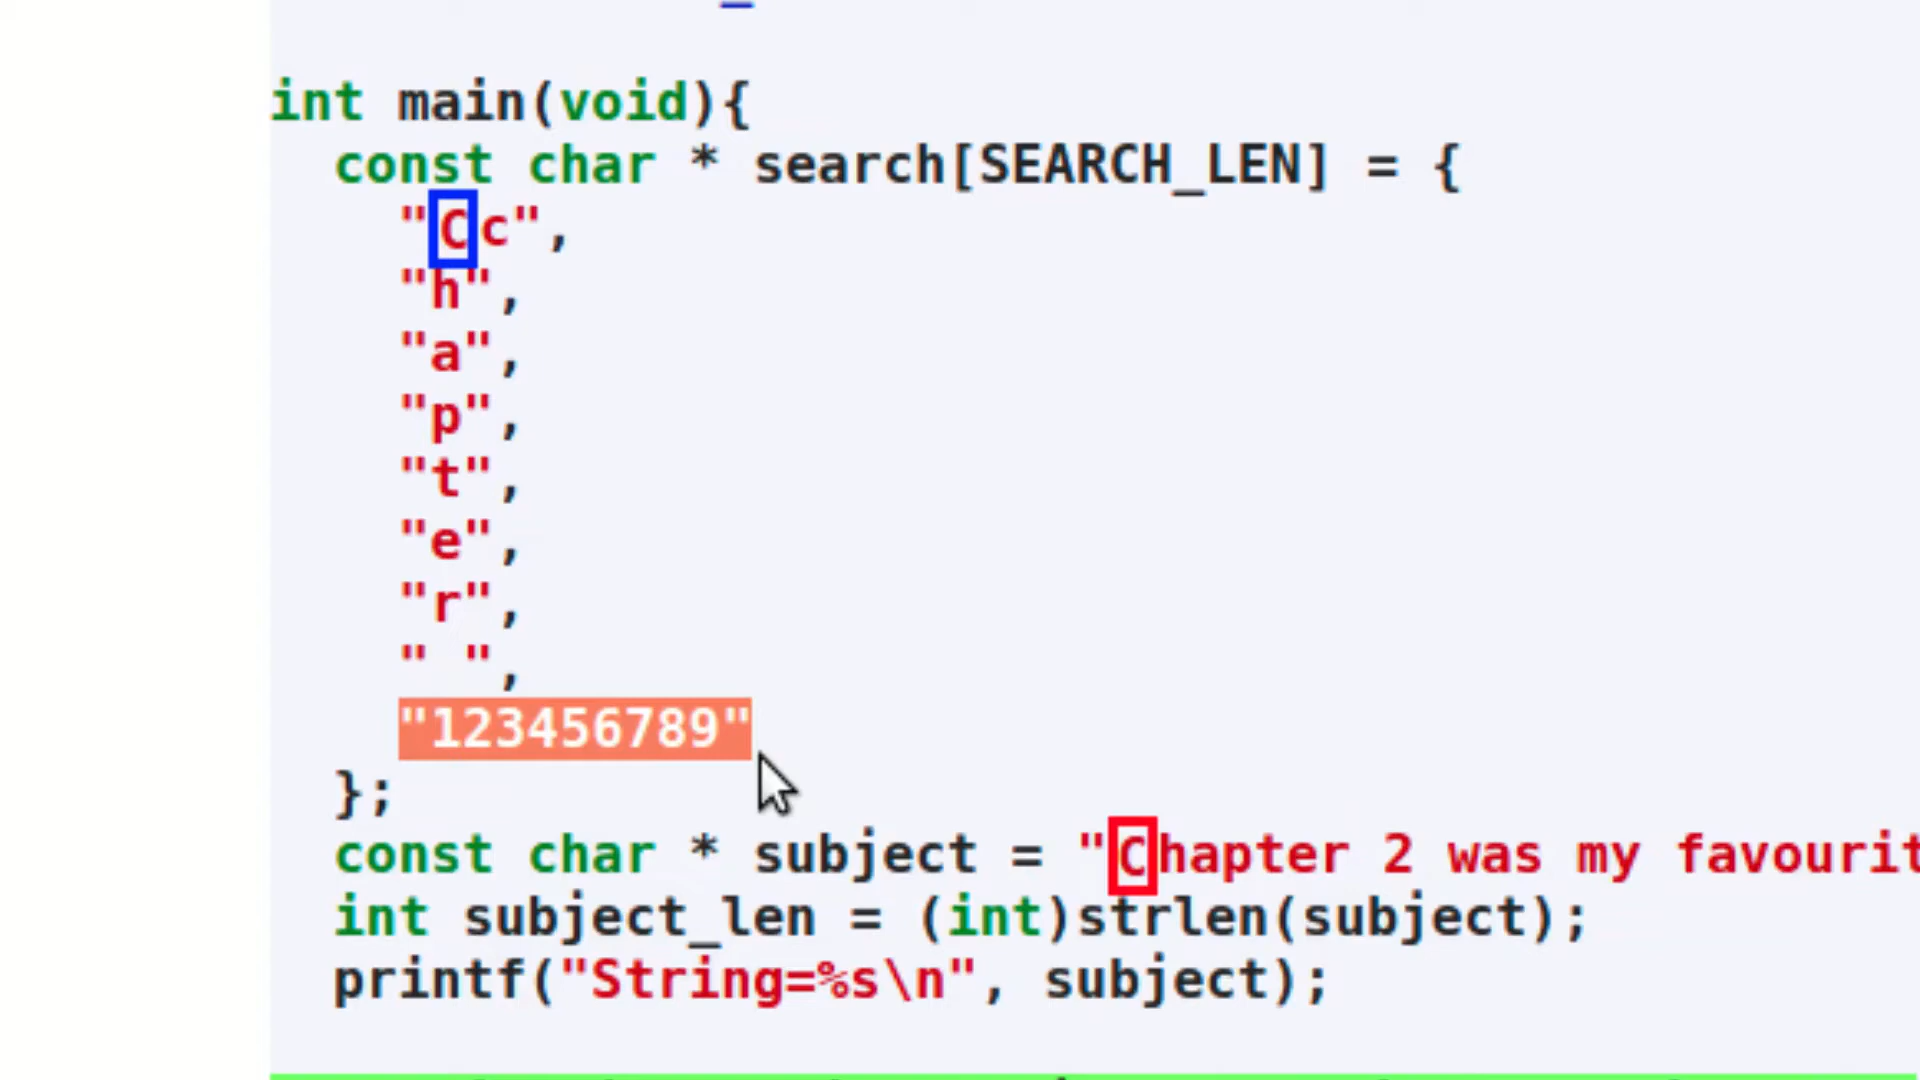 int main(void){
  const char * search[SEARCH_LEN] = {
    "Cc",
    "h",
    "a",
    "p",
    "t",
    "e",
    "r",
    " ",
    "123456789"
  };
  const char * subject = "Chapter 2 was my
  int subject_len = (int)strlen(subject);
  printf("String=%s\n", subject);